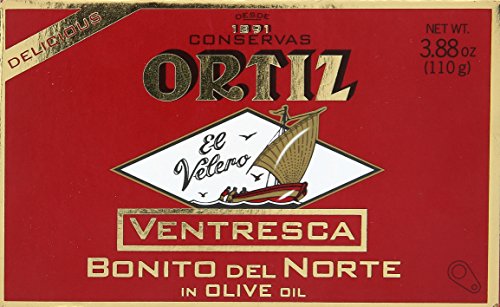 DELICIOUS
DESDE
1891
CONSERVAS
ORTIZ
NET WT.
3.88 OZ
(110 g)
El
Velero
VENTRESCA
BONITO DEL NORTE
IN OLIVE OIL